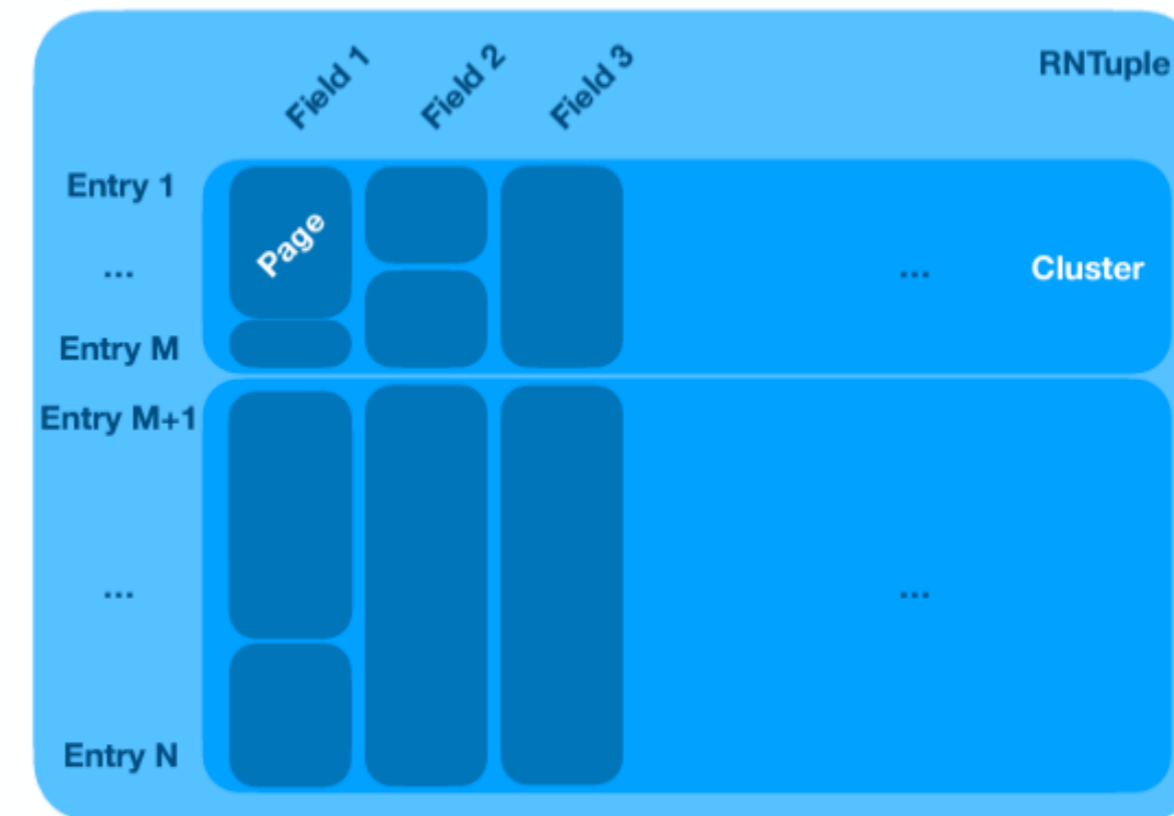 RNTuple
Field 1
Field 2
Field 3
Entry 1
Page
...
...
Cluster
Entry M
Entry M+1
...
...
Entry N